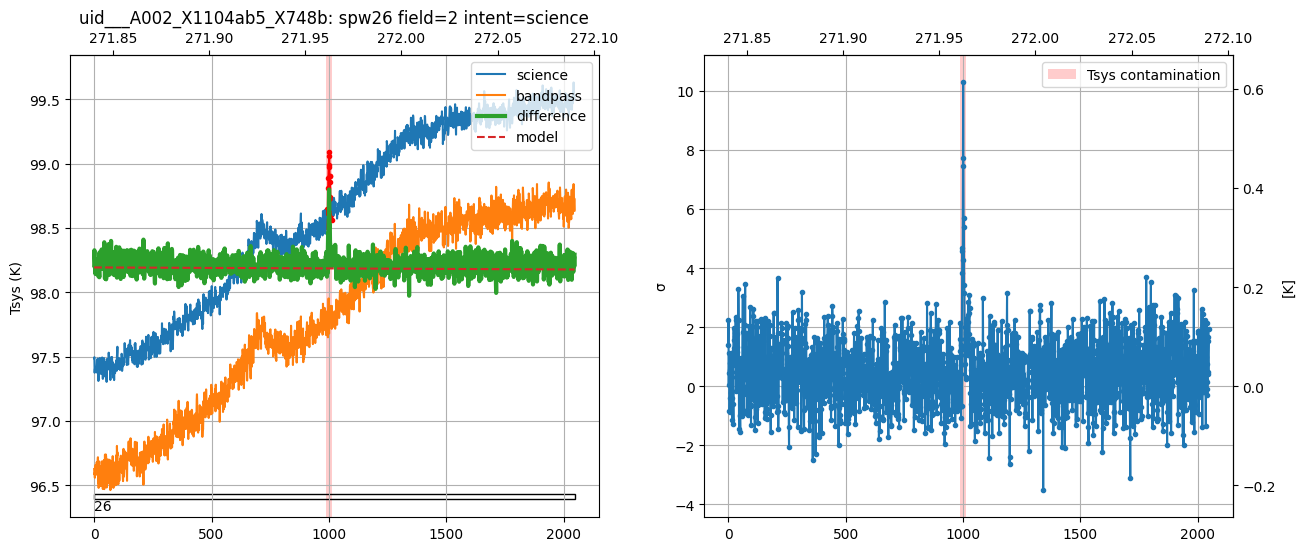 uid___A002_X1104ab5_X748b: spw26 field=2 intent=science
271.85 271.90 271.95 272.00 272.05 272.10
science
bandpass
difference
model
99.5
99.0
98.5
98.0
97.5
97.0
96.5
Tsys (K)
26
0 500 1000 1500 2000
271.85 271.90 271.95 272.00 272.05 272.10
Tsys contamination
10
8
6
4
2
0
−2
−4
σ
0.6
0.4
0.2
0.0
−0.2
[K]
0 500 1000 1500 2000